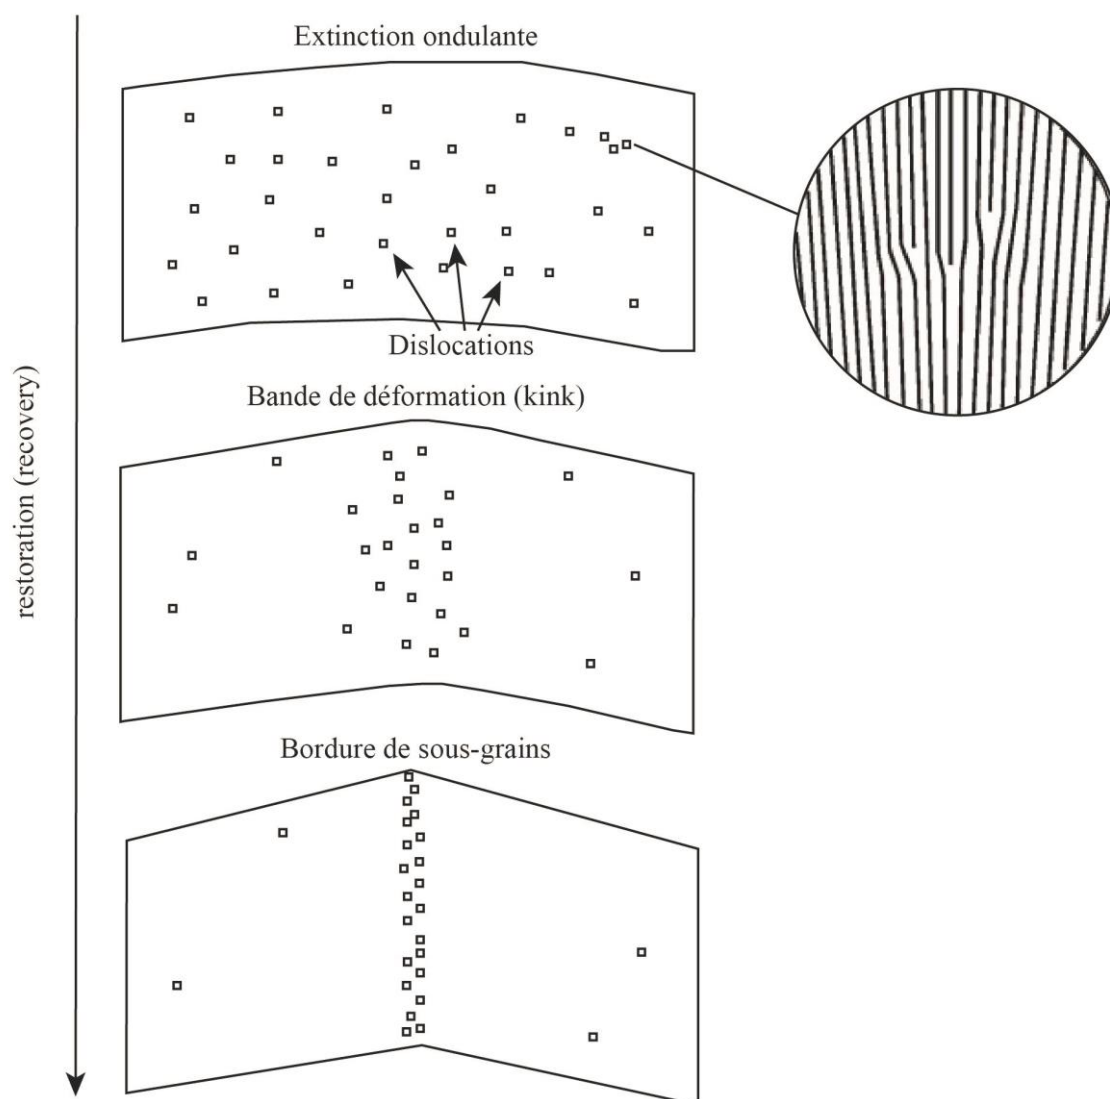 Extinction ondulante
Dislocations
Bande de déformation (kink)
restoration (recovery)
Bordure de sous-grains